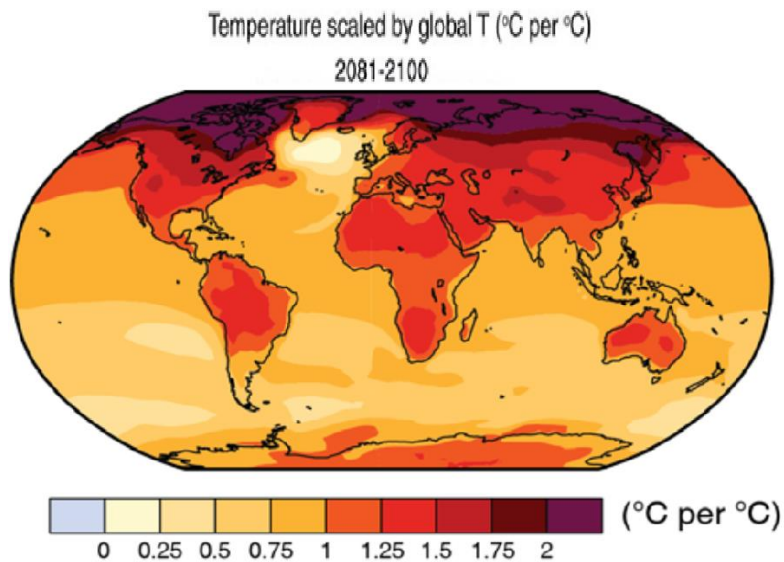 Temperature scaled by global T (°C per °C)
2081-2100
(°C per °C)
0 0.25 0.5 0.75 1 1.25 1.5 1.75 2